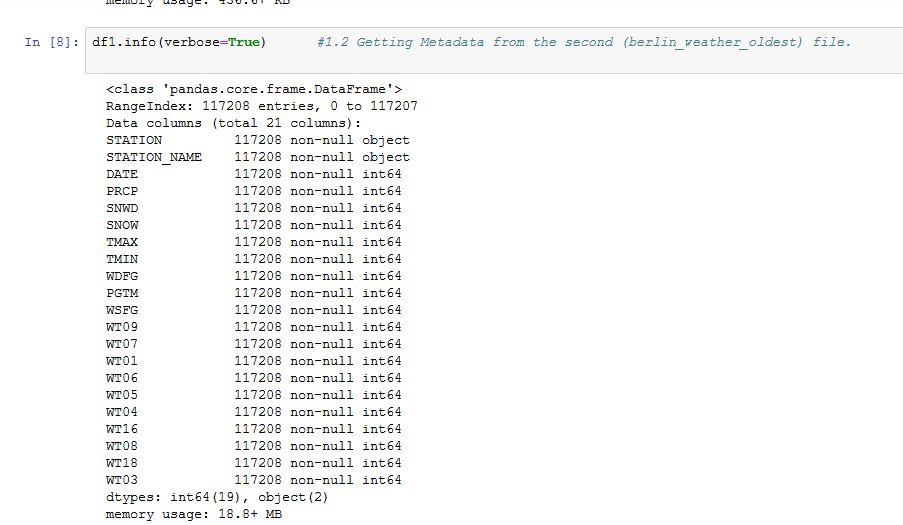 memory usage: 456.6+ KB
In [8]: df1.info(verbose=True) #1.2 Getting Metadata from the second (berlin_weather_oldest) file.
<class 'pandas.core.frame.DataFrame'>
RangeIndex: 117208 entries, 0 to 117207
Data columns (total 21 columns):
STATION 117208 non-null object
STATION_NAME 117208 non-null object
DATE 117208 non-null int64
PRCP 117208 non-null int64
SNWD 117208 non-null int64
SNOW 117208 non-null int64
TMAX 117208 non-null int64
TMIN 117208 non-null int64
WDFG 117208 non-null int64
PGTM 117208 non-null int64
WSFG 117208 non-null int64
WT09 117208 non-null int64
WT07 117208 non-null int64
WT01 117208 non-null int64
WT06 117208 non-null int64
WT05 117208 non-null int64
WT04 117208 non-null int64
WT16 117208 non-null int64
WT08 117208 non-null int64
WT18 117208 non-null int64
WT03 117208 non-null int64
dtypes: int64(19), object(2)
memory usage: 18.8+ MB